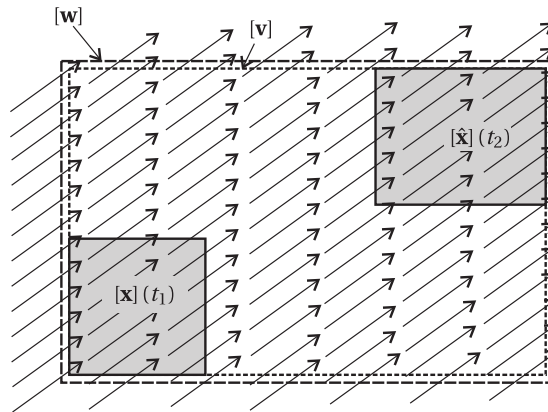 [w]
[v]
[x̂] (t₂)
[x] (t₁)